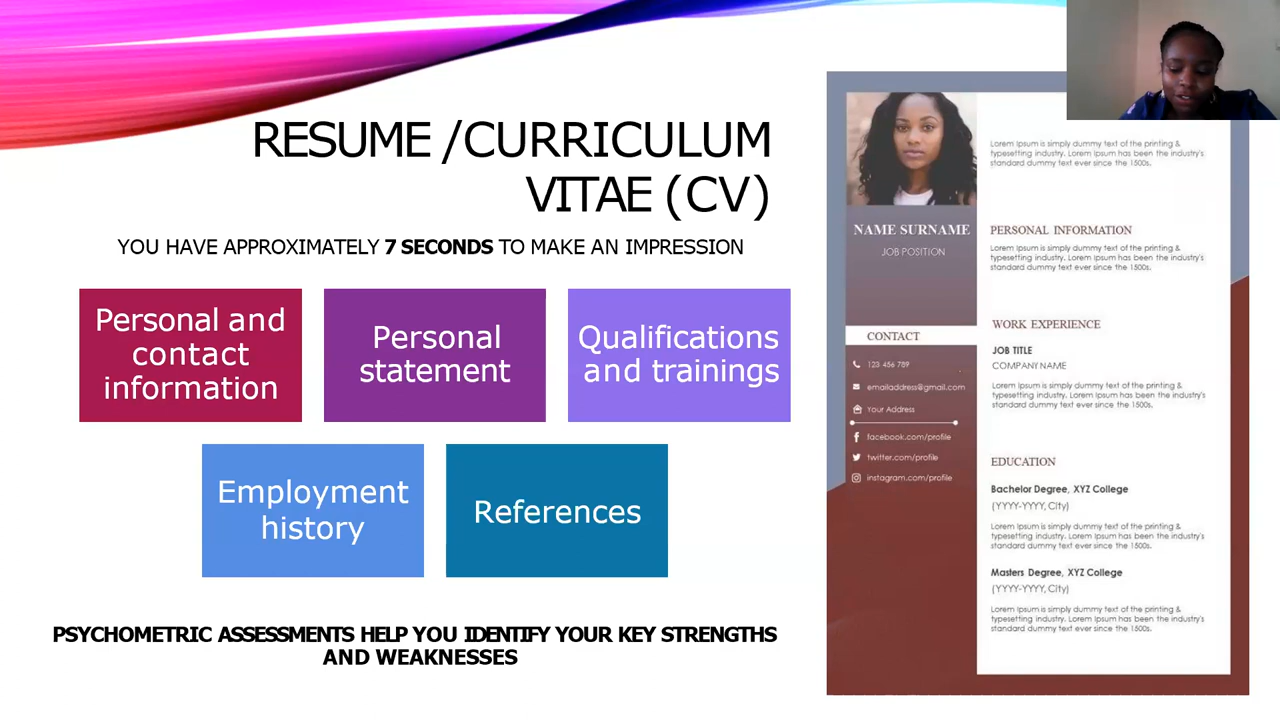 RESUME /CURRICULUM
VITAE (CV)
YOU HAVE APPROXIMATELY 7 SECONDS TO MAKE AN IMPRESSION
Personal and
contact
information
Personal
statement
Qualifications
and trainings
Employment
history
References
PSYCHOMETRIC ASSESSMENTS HELP YOU IDENTIFY YOUR KEY STRENGTHS
AND WEAKNESSES
NAME SURNAME
JOB POSITION
CONTACT
123 456 789
emailaddress@gmail.com
Your Address
facebook.com/profile
twitter.com/profile
instagram.com/profile
Lorem Ipsum is simply dummy text of the printing &
typesetting industry. Lorem Ipsum has been the industry's
standard dummy text ever since the 1500s.
PERSONAL INFORMATION
Lorem Ipsum is simply dummy text of the printing &
typesetting industry. Lorem Ipsum has been the industry's
standard dummy text ever since the 1500s.
WORK EXPERIENCE
JOB TITLE
COMPANY NAME
Lorem Ipsum is simply dummy text of the printing &
typesetting industry. Lorem Ipsum has been the industry's
standard dummy text ever since the 1500s.
EDUCATION
Bachelor Degree, XYZ College
(YYYY-YYYY, City)
Lorem Ipsum is simply dummy text of the printing &
typesetting industry. Lorem Ipsum has been the industry's
standard dummy text ever since the 1500s.
Masters Degree, XYZ College
(YYYY-YYYY, City)
Lorem Ipsum is simply dummy text of the printing &
typesetting industry. Lorem Ipsum has been the industry's
standard dummy text ever since the 1500s.